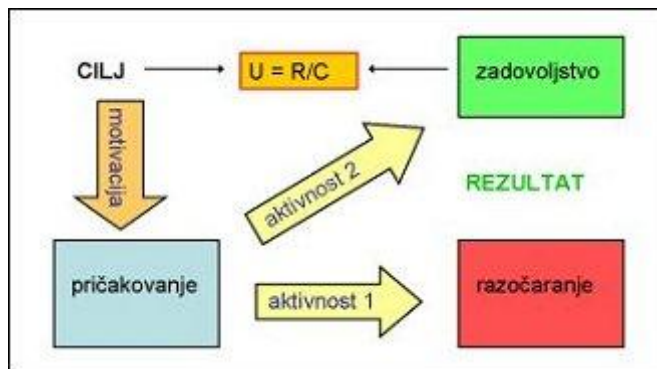 CILJ
U = R/C
zadovoljstvo
motivacija
aktivnost 2
REZULTAT
pričakovanje
aktivnost 1
razočaranje